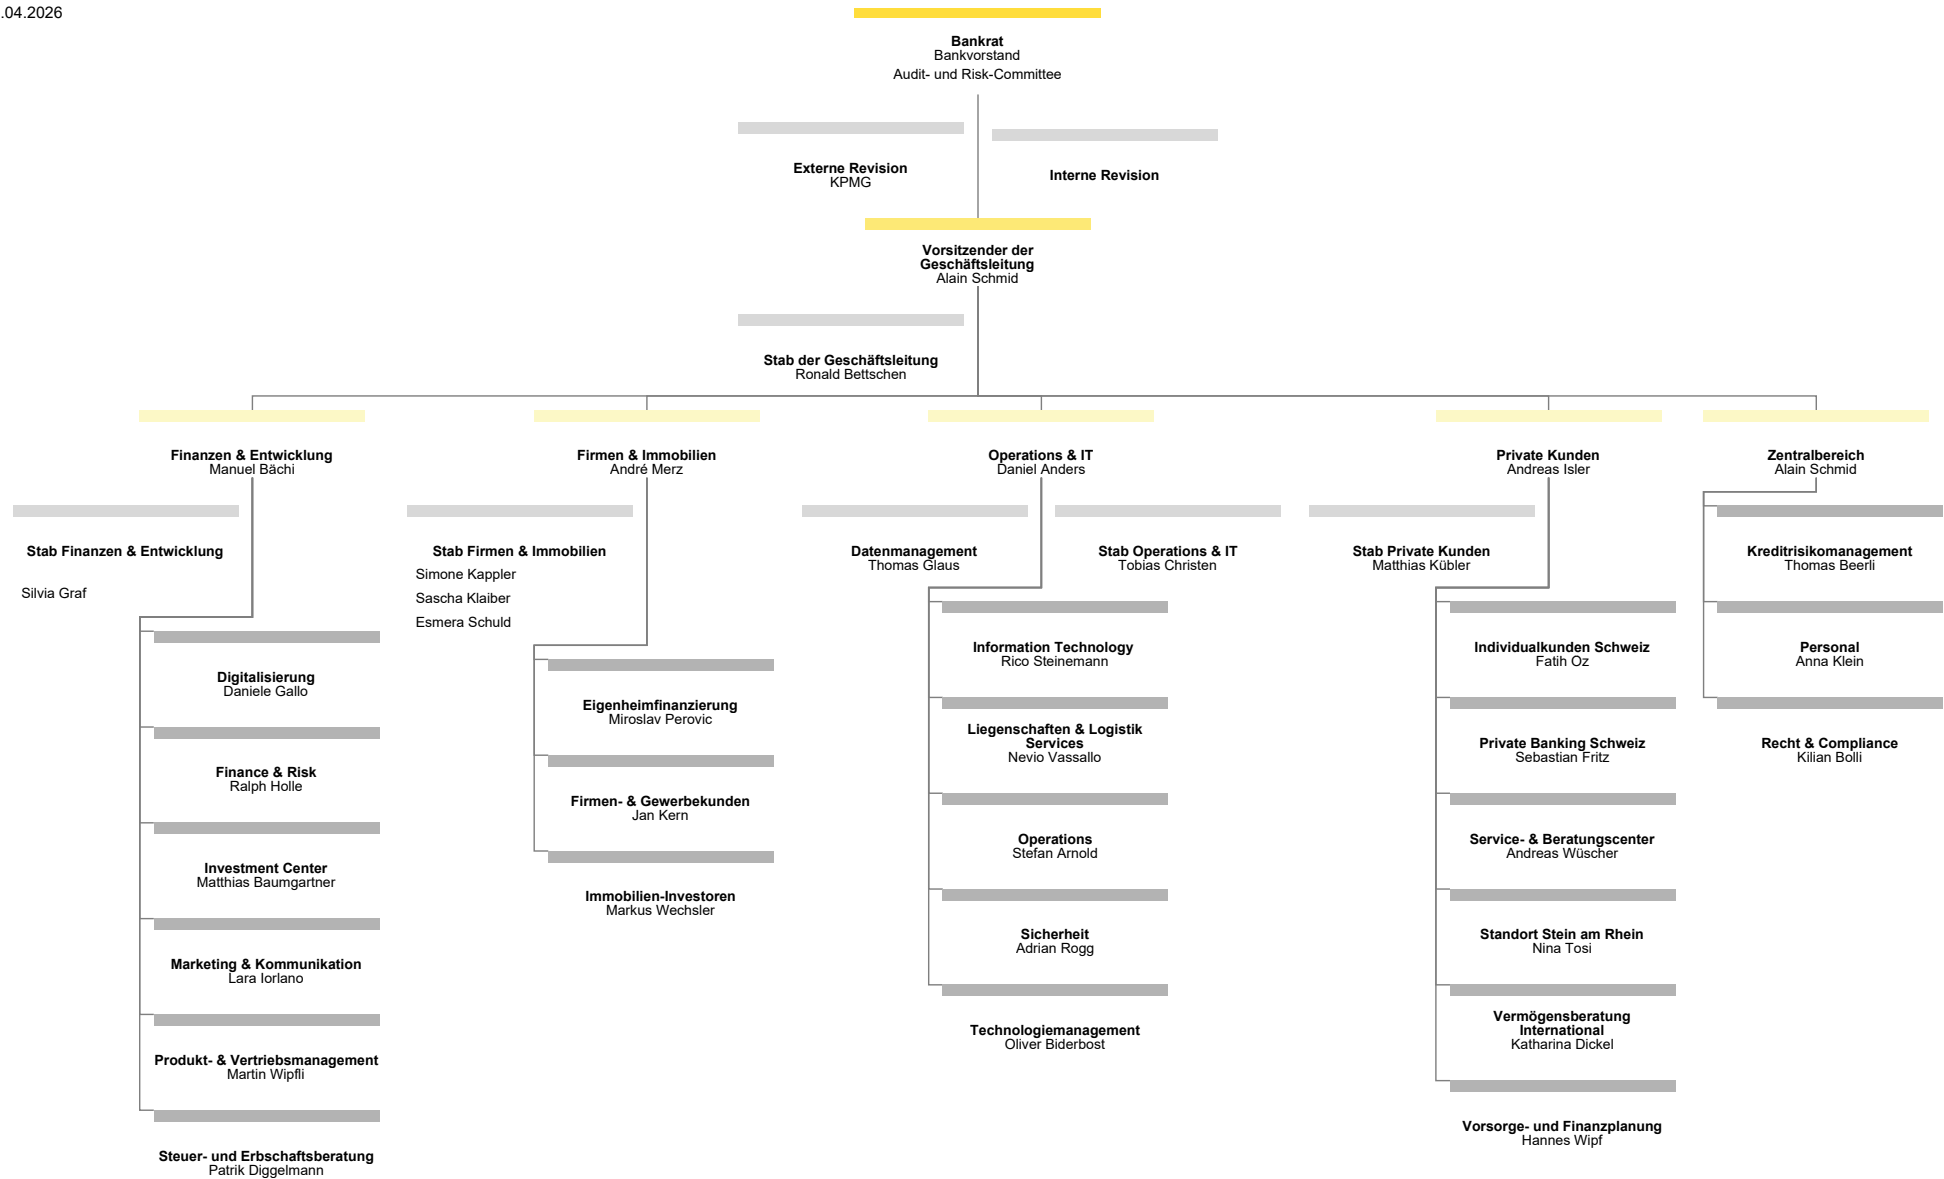 .04.2026
Bankrat
Bankvorstand
Audit- und Risk-Committee
Externe Revision
KPMG
Interne Revision
Vorsitzender der
Geschäftsleitung
Alain Schmid
Stab der Geschäftsleitung
Ronald Bettschen
Finanzen & Entwicklung
Manuel Bächi
Stab Finanzen & Entwicklung
Silvia Graf
Digitalisierung
Daniele Gallo
Finance & Risk
Ralph Holle
Investment Center
Matthias Baumgartner
Marketing & Kommunikation
Lara Iorlano
Produkt- & Vertriebsmanagement
Martin Wipfli
Steuer- und Erbschaftsberatung
Patrik Diggelmann
Firmen & Immobilien
André Merz
Stab Firmen & Immobilien
Simone Kappler
Sascha Klaiber
Esmera Schuld
Eigenheimfinanzierung
Miroslav Perovic
Firmen- & Gewerbekunden
Jan Kern
Immobilien-Investoren
Markus Wechsler
Operations & IT
Daniel Anders
Datenmanagement
Thomas Glaus
Stab Operations & IT
Tobias Christen
Information Technology
Rico Steinemann
Liegenschaften & Logistik
Services
Nevio Vassallo
Operations
Stefan Arnold
Sicherheit
Adrian Rogg
Technologiemanagement
Oliver Biderbost
Private Kunden
Andreas Isler
Stab Private Kunden
Matthias Kübler
Individualkunden Schweiz
Fatih Oz
Private Banking Schweiz
Sebastian Fritz
Service- & Beratungscenter
Andreas Wüscher
Standort Stein am Rhein
Nina Tosi
Vermögensberatung
International
Katharina Dickel
Vorsorge- und Finanzplanung
Hannes Wipf
Zentralbereich
Alain Schmid
Kreditrisikomanagement
Thomas Beerli
Personal
Anna Klein
Recht & Compliance
Kilian Bolli